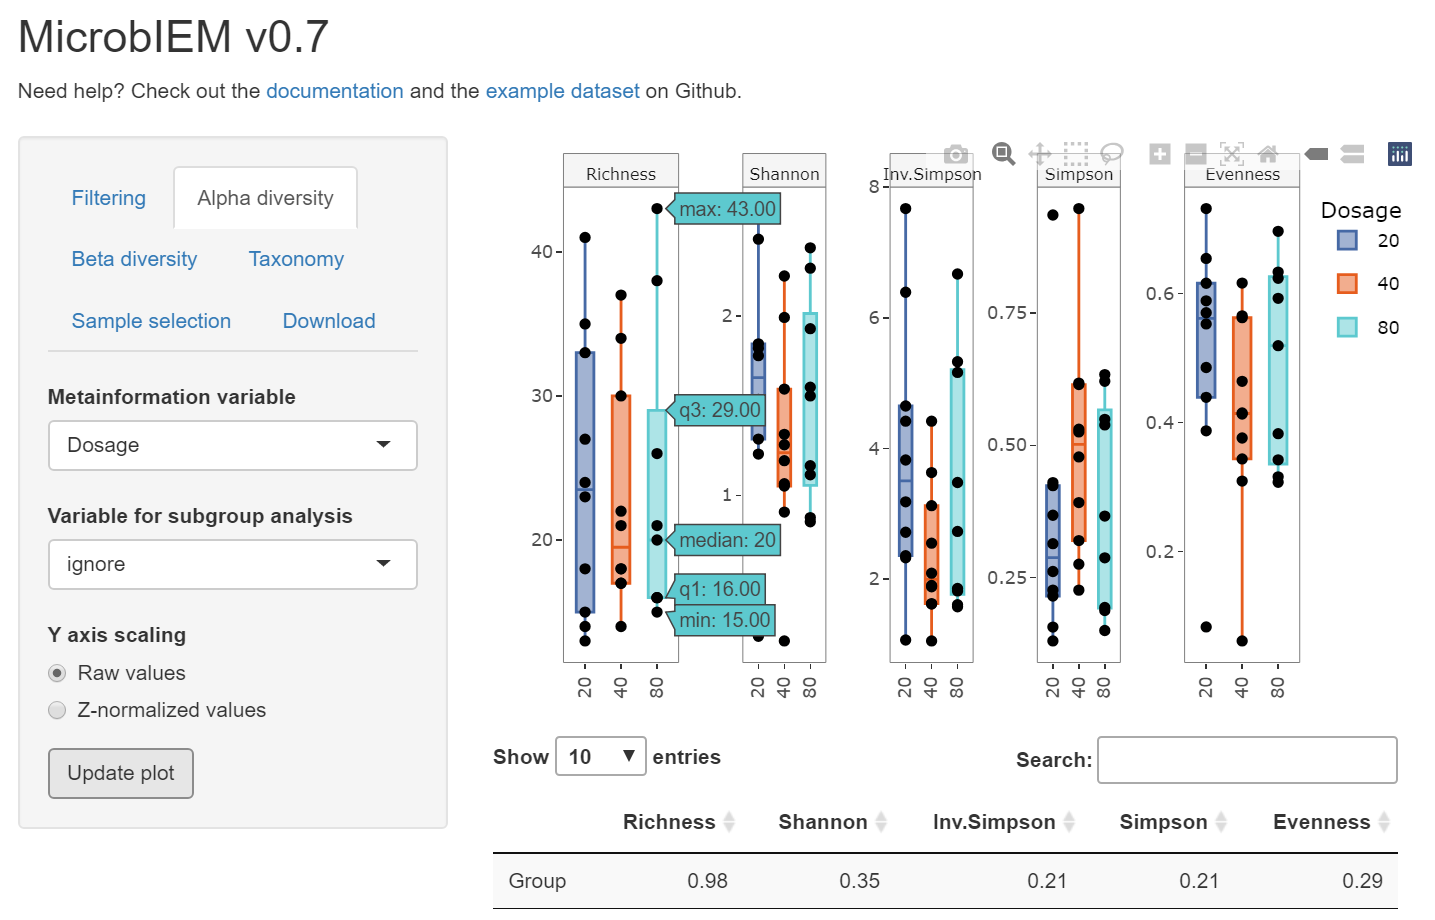 MicrobIEM v0.7
Need help? Check out the documentation and the example dataset on Github.
Filtering
Alpha diversity
Beta diversity
Taxonomy
Sample selection
Download
Metainformation variable
Dosage
Variable for subgroup analysis
ignore
Y axis scaling
Raw values
Z-normalized values
Update plot
Richness
40
30
20
20
40
80
max: 43.00
q3: 29.00
median: 20
q1: 16.00
min: 15.00
Shannon
2
1
20
40
80
Inv.Simpson
8
6
4
2
20
40
80
Simpson
0.75
0.50
0.25
20
40
80
Evenness
0.6
0.4
0.2
20
40
80
Dosage
20
40
80
Show 10 entries
Search:
Richness Shannon Inv.Simpson Simpson Evenness
Group 0.98 0.35 0.21 0.21 0.29